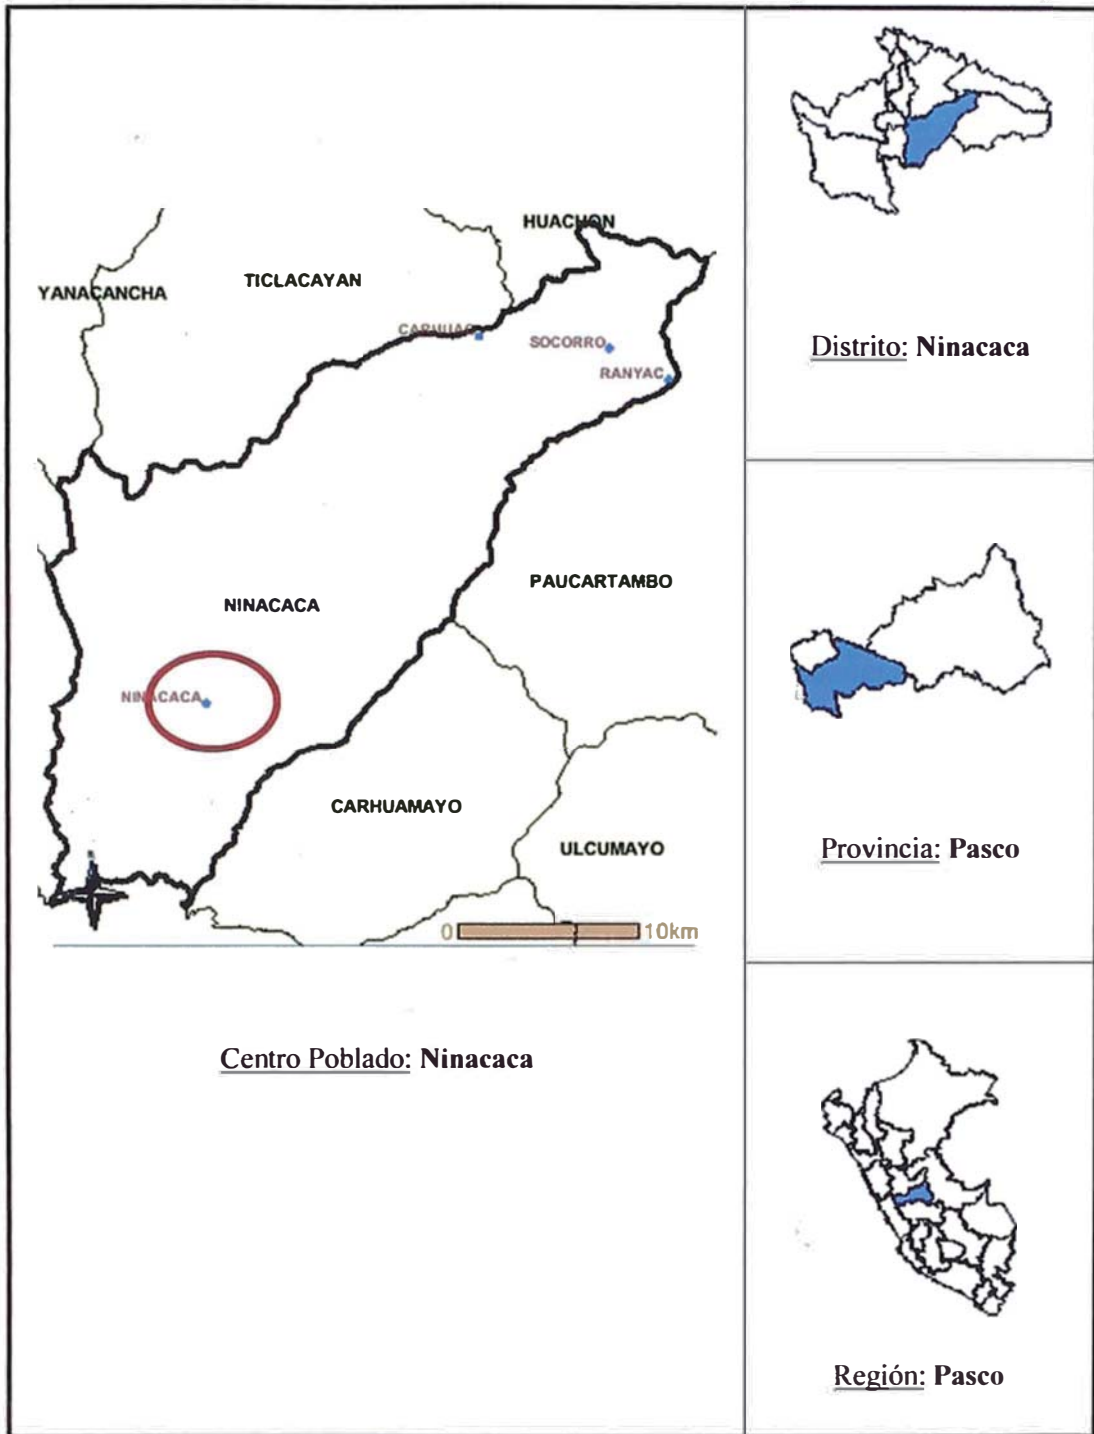 HUACHON
TICLACAYAN
YANACANCHA
SOCORRO
RANYAC
PAUCARTAMBO
NINACACA
NINACACA
CARHUAMAYO
ULCUMAYO
0 10km
Centro Poblado: Ninacaca
Distrito: Ninacaca
Provincia: Pasco
Región: Pasco